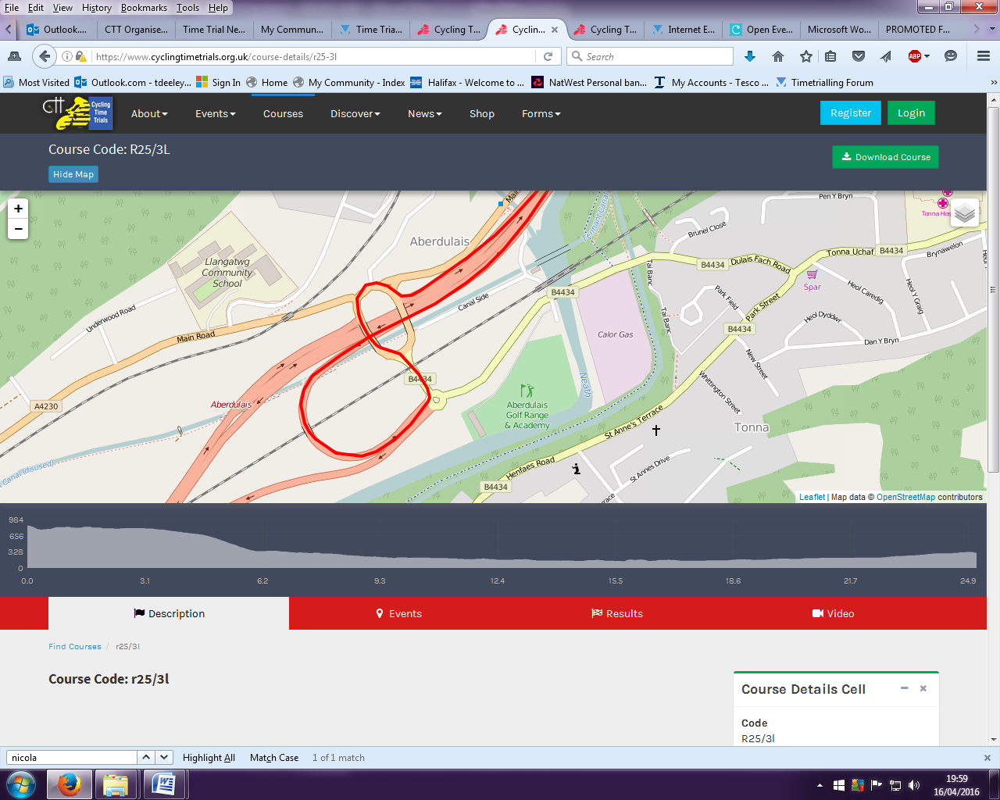 File Edit View History Bookmarks Tools Help
Outlook.... CTT Organise... Time Trial Ne... My Commun... Time Tria... Cycling T... Cyclin... Cycling T... Internet E... Open Eve... Microsoft Wo... PROMOTED F...
https://www.cyclingtimetrials.org.uk/course-details/r25-3l Search ABP
Most Visited Outlook.com - tdeeley... Sign In Home My Community - Index Halifax - Welcome to ... NatWest Personal ban... My Accounts - Tesco ... Timetrialling Forum
ctt Cycling Time Trials About Events Courses Discover News Shop Forms Register Login
Course Code: R25/3L
Download Course
Hide Map
+
−
Main
Tennant Canal
Pen Y Bryn
Tonna Hos
Brunel Close
Aberdulais
Tonna Uchaf B4434
Brynawelon
Llangatwg Community School
B4434 Dulais Fach Road
Tai Banc
Spar
Heol Y Graig
Heol Caredig
Park Field
B4434
Canal Side
Park Street
Underwood Road
Heol Dyddwr
Tai Banc
B4434
Main Road
Calor Gas
Dan Y Bryn
New Street
B4434
Neath
Whittington Street
A4230
Aberdulais
Aberdulais Golf Range & Academy
St Anne's Terrace
Tonna
Canal (disused)
Henfaes Road
St Annes Drive
B4434
race
Leaflet | Map data © OpenStreetMap contributors
984
656
328
0
0.0 3.1 6.2 9.3 12.4 15.5 18.6 21.7 24.9
Description Events Results Video
Find Courses / r25/3l
Course Code: r25/3l
Course Details Cell
Code
R25/3l
nicola Highlight All Match Case 1 of 1 match
19:59
16/04/2016